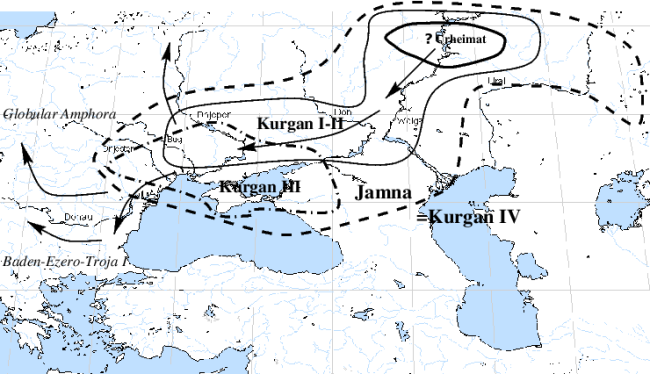 ? Urheimat
Ural
Globular Amphora
Dnjepr
Don
Kurgan I-II
Wolga
Bug
Dnjestr
Kurgan III
Jamna
Donau
=Kurgan IV
Baden-Ezero-Troja I